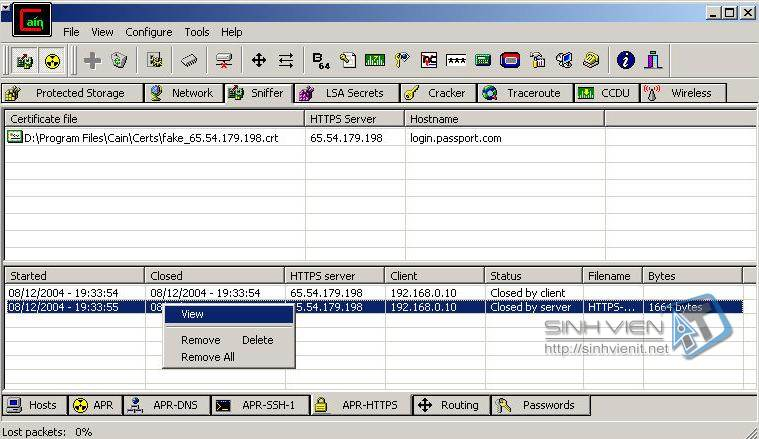 Cain
File View Configure Tools Help
B 64 ***
Protected Storage Network Sniffer LSA Secrets Cracker Traceroute CCDU Wireless
Certificate file HTTPS Server Hostname
D:\Program Files\Cain\Certs\fake_65.54.179.198.crt 65.54.179.198 login.passport.com
Started Closed HTTPS server Client Status Filename Bytes
08/12/2004 - 19:33:54 08/12/2004 - 19:33:54 65.54.179.198 192.168.0.10 Closed by client
08/12/2004 - 19:33:55 08 5.54.179.198 192.168.0.10 Closed by server HTTPS-... 1664 bytes
View
Remove Delete
Remove All
SINH VIEN IT
http://sinhvienit.net
Hosts APR APR-DNS APR-SSH-1 APR-HTTPS Routing Passwords
Lost packets: 0%